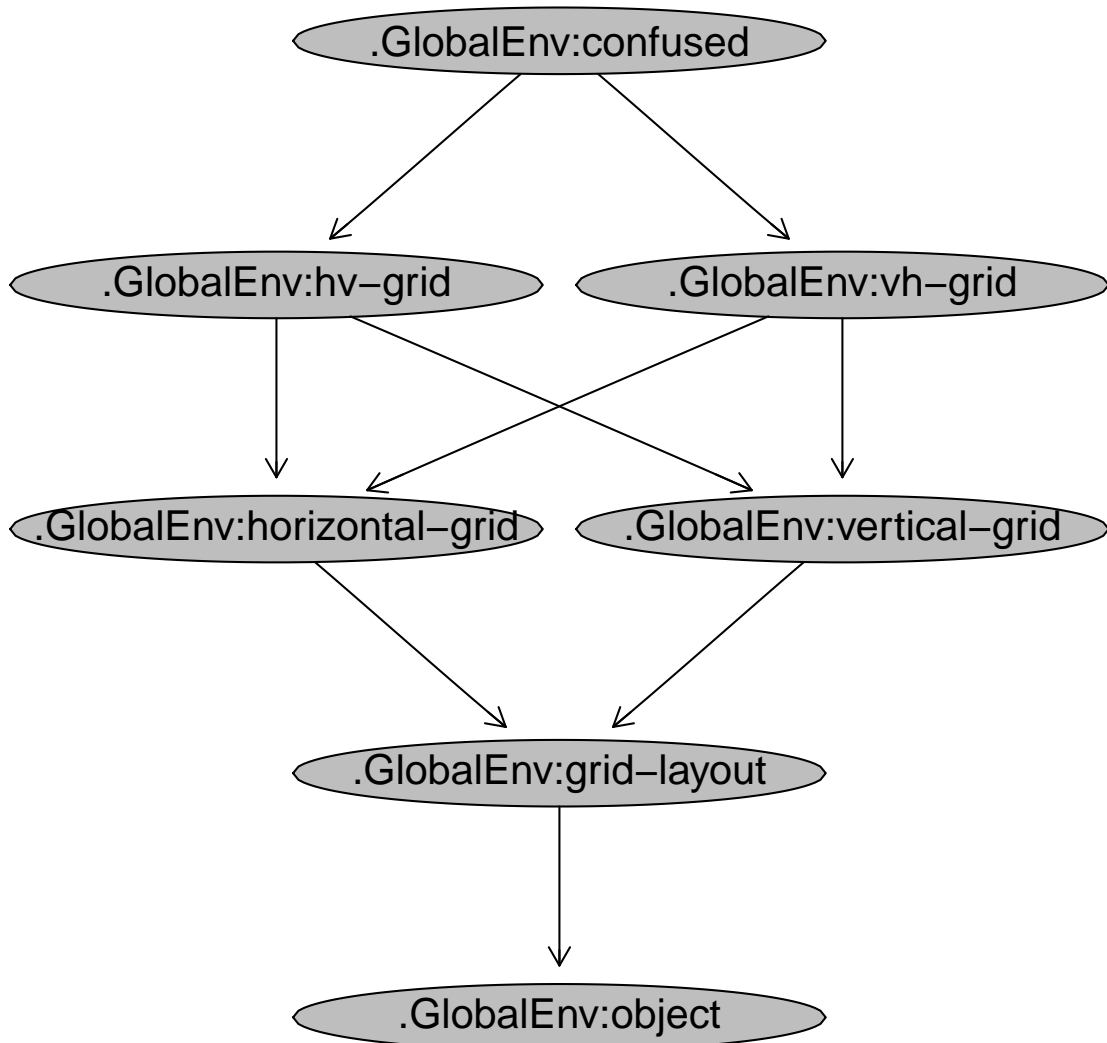 .GlobalEnv:confused
.GlobalEnv:hv−grid
.GlobalEnv:vh−grid
.GlobalEnv:horizontal−grid
.GlobalEnv:vertical−grid
.GlobalEnv:grid−layout
.GlobalEnv:object